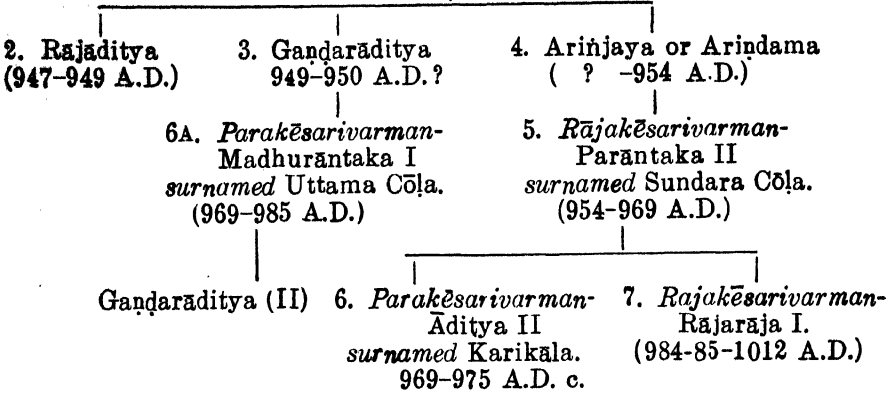 2. Rājāditya 3. Gaṇḍarāditya 4. Ariñjaya or Ariṇdama
(947–949 A.D.) 949–950 A.D.? ( ? –954 A.D.)
6A. Parakēsarivarman- 5. Rājakēsarivarman-
Madhurāntaka I Parāntaka II
surnamed Uttama Cōḷa. surnamed Sundara Cōḷa.
(969–985 A.D.) (954–969 A.D.)
Gaṇḍarāditya (II) 6. Parakēsarivarman- 7. Rajakēsarivarman-
Āditya II Rājarāja I.
surnamed Karikāla. (984-85-1012 A.D.)
969–975 A.D. c.